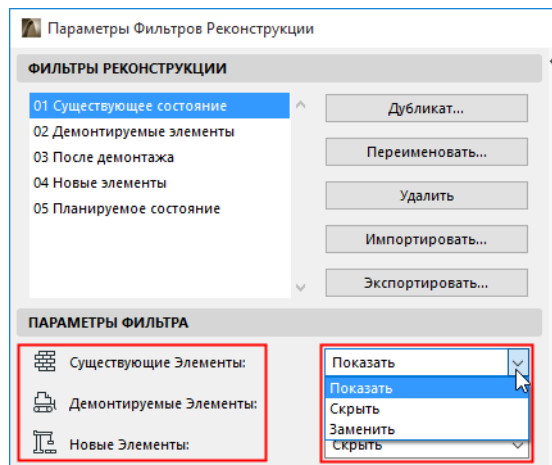 Параметры Фильтров Реконструкции
ФИЛЬТРЫ РЕКОНСТРУКЦИИ
01 Существующее состояние
02 Демонтируемые элементы
03 После демонтажа
04 Новые элементы
05 Планируемое состояние
Дубликат...
Переименовать...
Удалить
Импортировать...
Экспортировать...
ПАРАМЕТРЫ ФИЛЬТРА
Существующие Элементы: Показать
Показать
Демонтируемые Элементы: Скрыть
Заменить
Новые Элементы: Скрыть